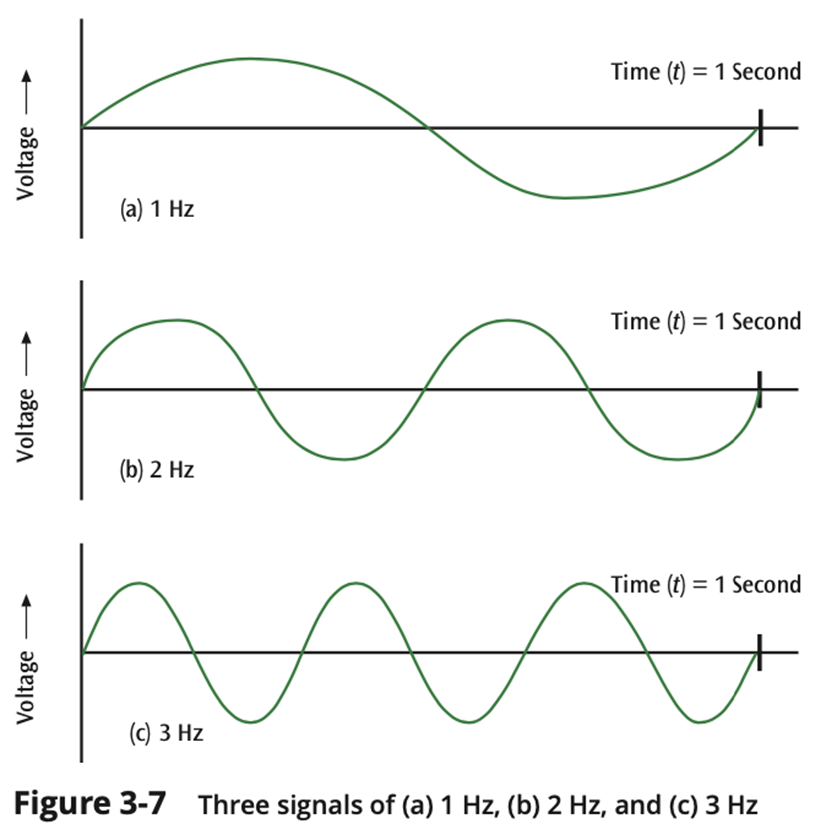 Voltage
Time (t) = 1 Second
(a) 1 Hz
Voltage
Time (t) = 1 Second
(b) 2 Hz
Voltage
Time (t) = 1 Second
(c) 3 Hz
Figure 3-7 Three signals of (a) 1 Hz, (b) 2 Hz, and (c) 3 Hz